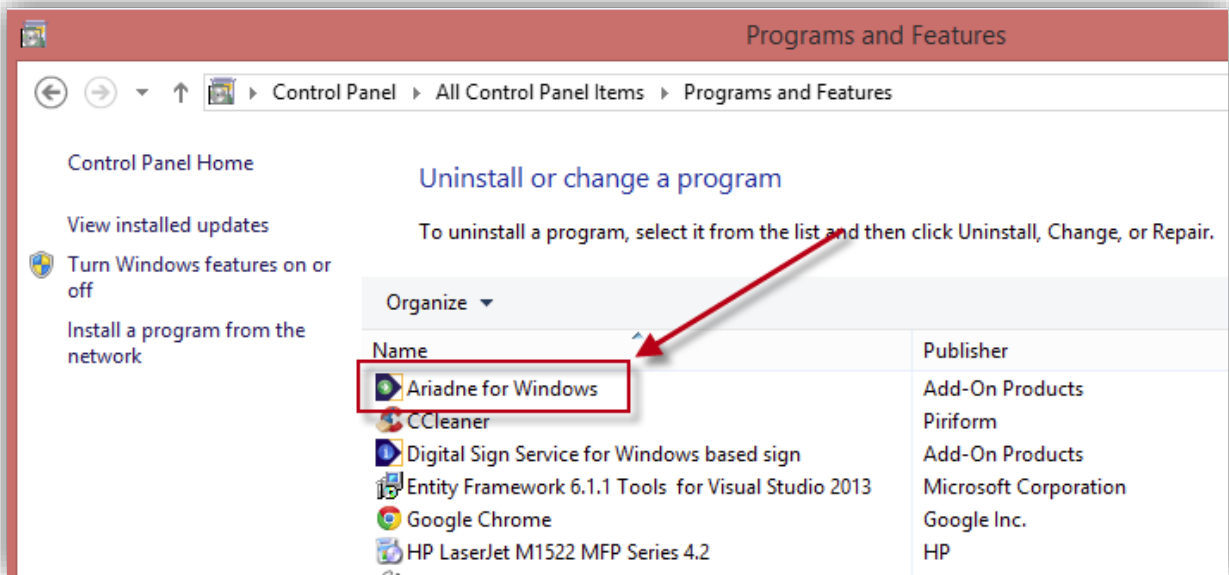 Programs and Features
Control Panel All Control Panel Items Programs and Features
Control Panel Home
View installed updates
Turn Windows features on or
off
Install a program from the
network
Uninstall or change a program
To uninstall a program, select it from the list and then click Uninstall, Change, or Repair.
Organize
Name Publisher
Ariadne for Windows Add-On Products
CCleaner Piriform
Digital Sign Service for Windows based sign Add-On Products
Entity Framework 6.1.1 Tools for Visual Studio 2013 Microsoft Corporation
Google Chrome Google Inc.
HP LaserJet M1522 MFP Series 4.2 HP